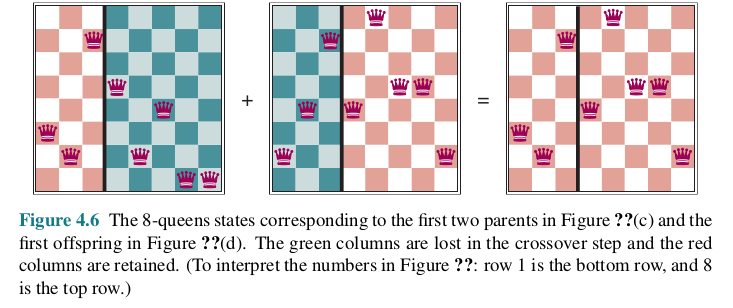 + =
Figure 4.6 The 8-queens states corresponding to the first two parents in Figure ??(c) and the
first offspring in Figure ??(d). The green columns are lost in the crossover step and the red
columns are retained. (To interpret the numbers in Figure ??: row 1 is the bottom row, and 8
is the top row.)